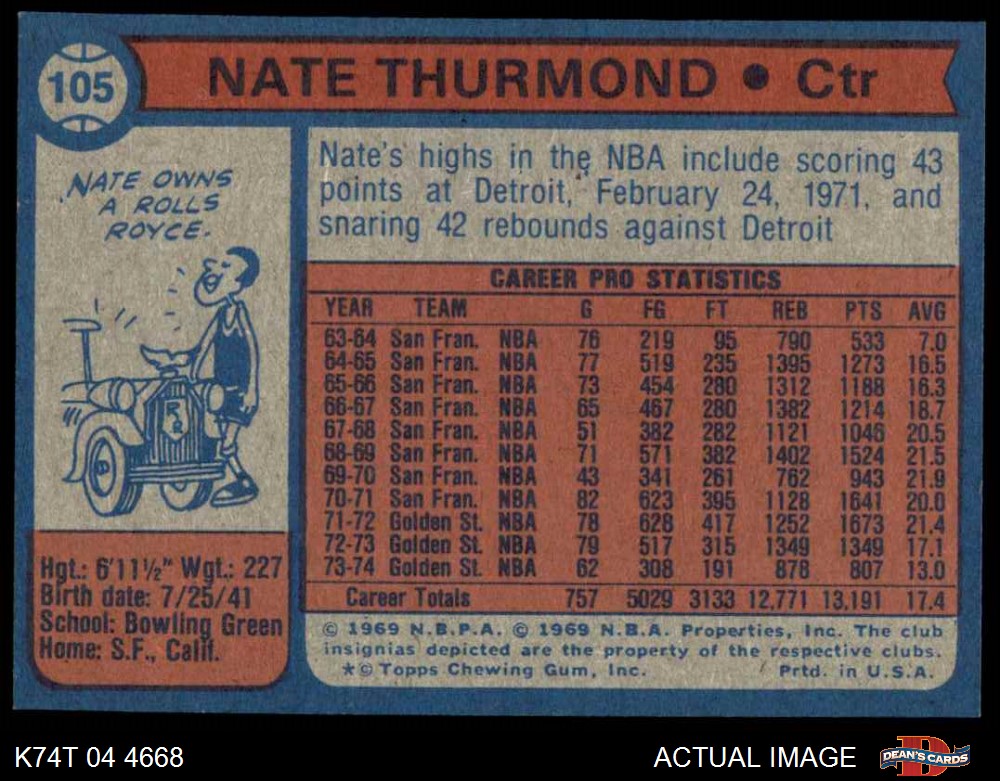 105
NATE THURMOND • Ctr
NATE OWNS
A ROLLS
ROYCE.
Nate's highs in the NBA include scoring 43
points at Detroit, February 24, 1971, and
snaring 42 rebounds against Detroit
CAREER PRO STATISTICS
YEAR TEAM G FG FT REB PTS AVG
63-64 San Fran. NBA 76 219 95 790 533 7.0
64-65 San Fran. NBA 77 519 235 1395 1273 16.5
65-66 San Fran. NBA 73 454 280 1312 1188 16.3
66-67 San Fran. NBA 65 467 280 1382 1214 18.7
67-68 San Fran. NBA 51 382 282 1121 1046 20.5
68-69 San Fran. NBA 71 571 382 1402 1524 21.5
69-70 San Fran. NBA 43 341 261 762 943 21.9
70-71 San Fran. NBA 82 623 395 1128 1641 20.0
71-72 Golden St. NBA 78 628 417 1252 1673 21.4
72-73 Golden St. NBA 79 517 315 1349 1349 17.1
73-74 Golden St. NBA 62 308 191 878 807 13.0
Career Totals 757 5029 3133 12,771 13,191 17.4
Hgt.: 6'11½" Wgt.: 227
Birth date: 7/25/41
School: Bowling Green
Home: S.F., Calif.
© 1969 N.B.P.A. © 1969 N.B.A. Properties, Inc. The club
insignias depicted are the property of the respective clubs.
*© Topps Chewing Gum, Inc. Prtd. in U.S.A.
K74T 04 4668
ACTUAL IMAGE
DEAN'S CARDS